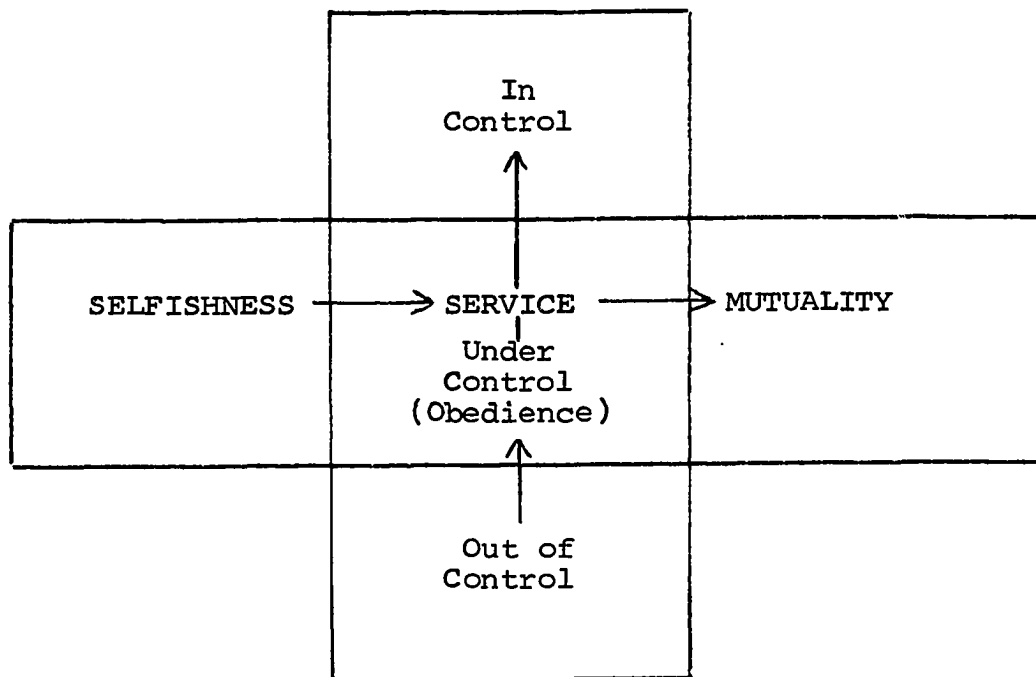 In
Control
SELFISHNESS SERVICE MUTUALITY
Under
Control
(Obedience)
Out of
Control